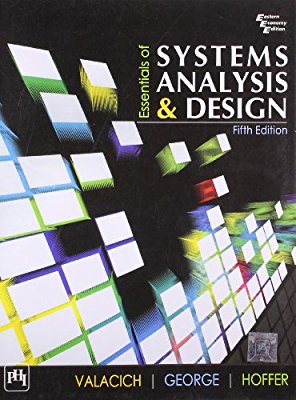 Eastern
Economy
Edition
Essentials of
SYSTEMS
ANALYSIS
& DESIGN
Fifth Edition
PHI
VALACICH | GEORGE | HOFFER